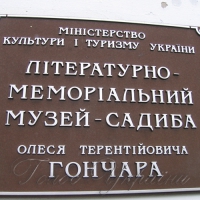 МІНІСТЕРСТВО
КУЛЬТУРИ І ТУРИЗМУ УКРАЇНИ
ЛІТЕРАТУРНО-
МЕМОРІАЛЬНИЙ
МУЗЕЙ-САДИБА
ОЛЕСЯ ТЕРЕНТІЙОВИЧА
ГОНЧАРА